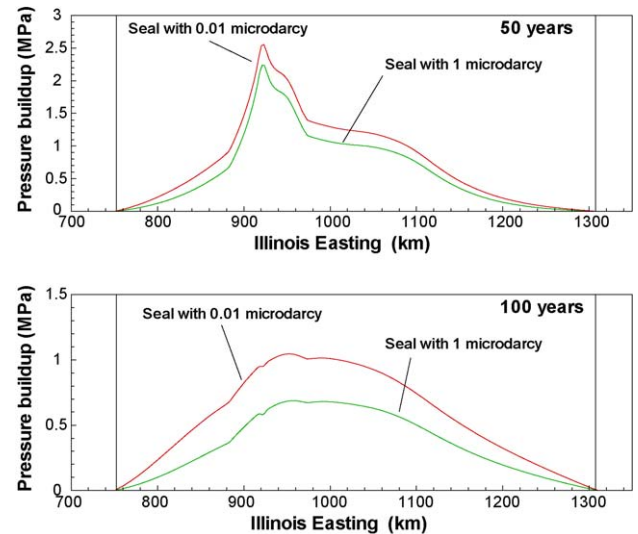 50 years
Seal with 0.01 microdarcy
Seal with 1 microdarcy
Pressure buildup (MPa)
3
2.5
2
1.5
1
0.5
0
700 800 900 1000 1100 1200 1300
Illinois Easting (km)
100 years
Seal with 0.01 microdarcy
Seal with 1 microdarcy
Pressure buildup (MPa)
1.5
1
0.5
0
700 800 900 1000 1100 1200 1300
Illinois Easting (km)